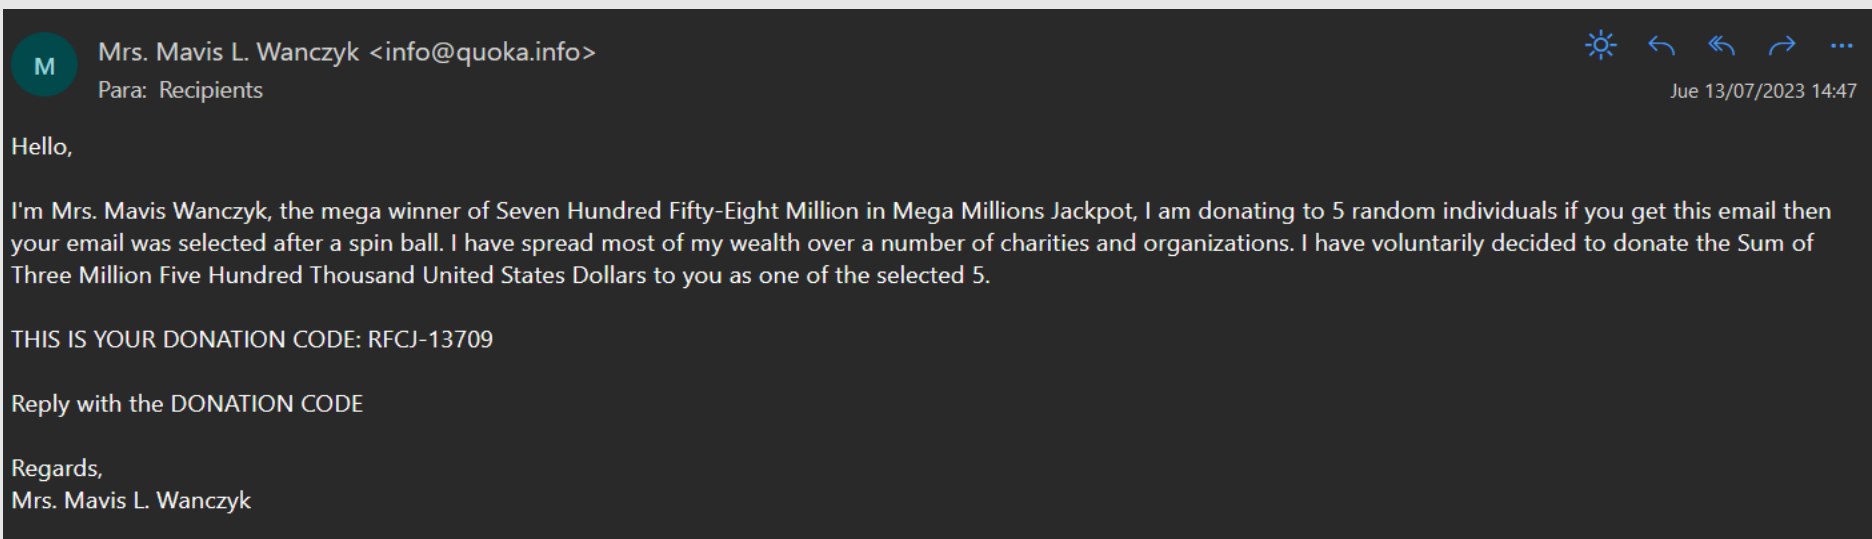 M
Mrs. Mavis L. Wanczyk <info@quoka.info>
Para: Recipients
Jue 13/07/2023 14:47
Hello,
I'm Mrs. Mavis Wanczyk, the mega winner of Seven Hundred Fifty-Eight Million in Mega Millions Jackpot, I am donating to 5 random individuals if you get this email then
your email was selected after a spin ball. I have spread most of my wealth over a number of charities and organizations. I have voluntarily decided to donate the Sum of
Three Million Five Hundred Thousand United States Dollars to you as one of the selected 5.
THIS IS YOUR DONATION CODE: RFCJ-13709
Reply with the DONATION CODE
Regards,
Mrs. Mavis L. Wanczyk